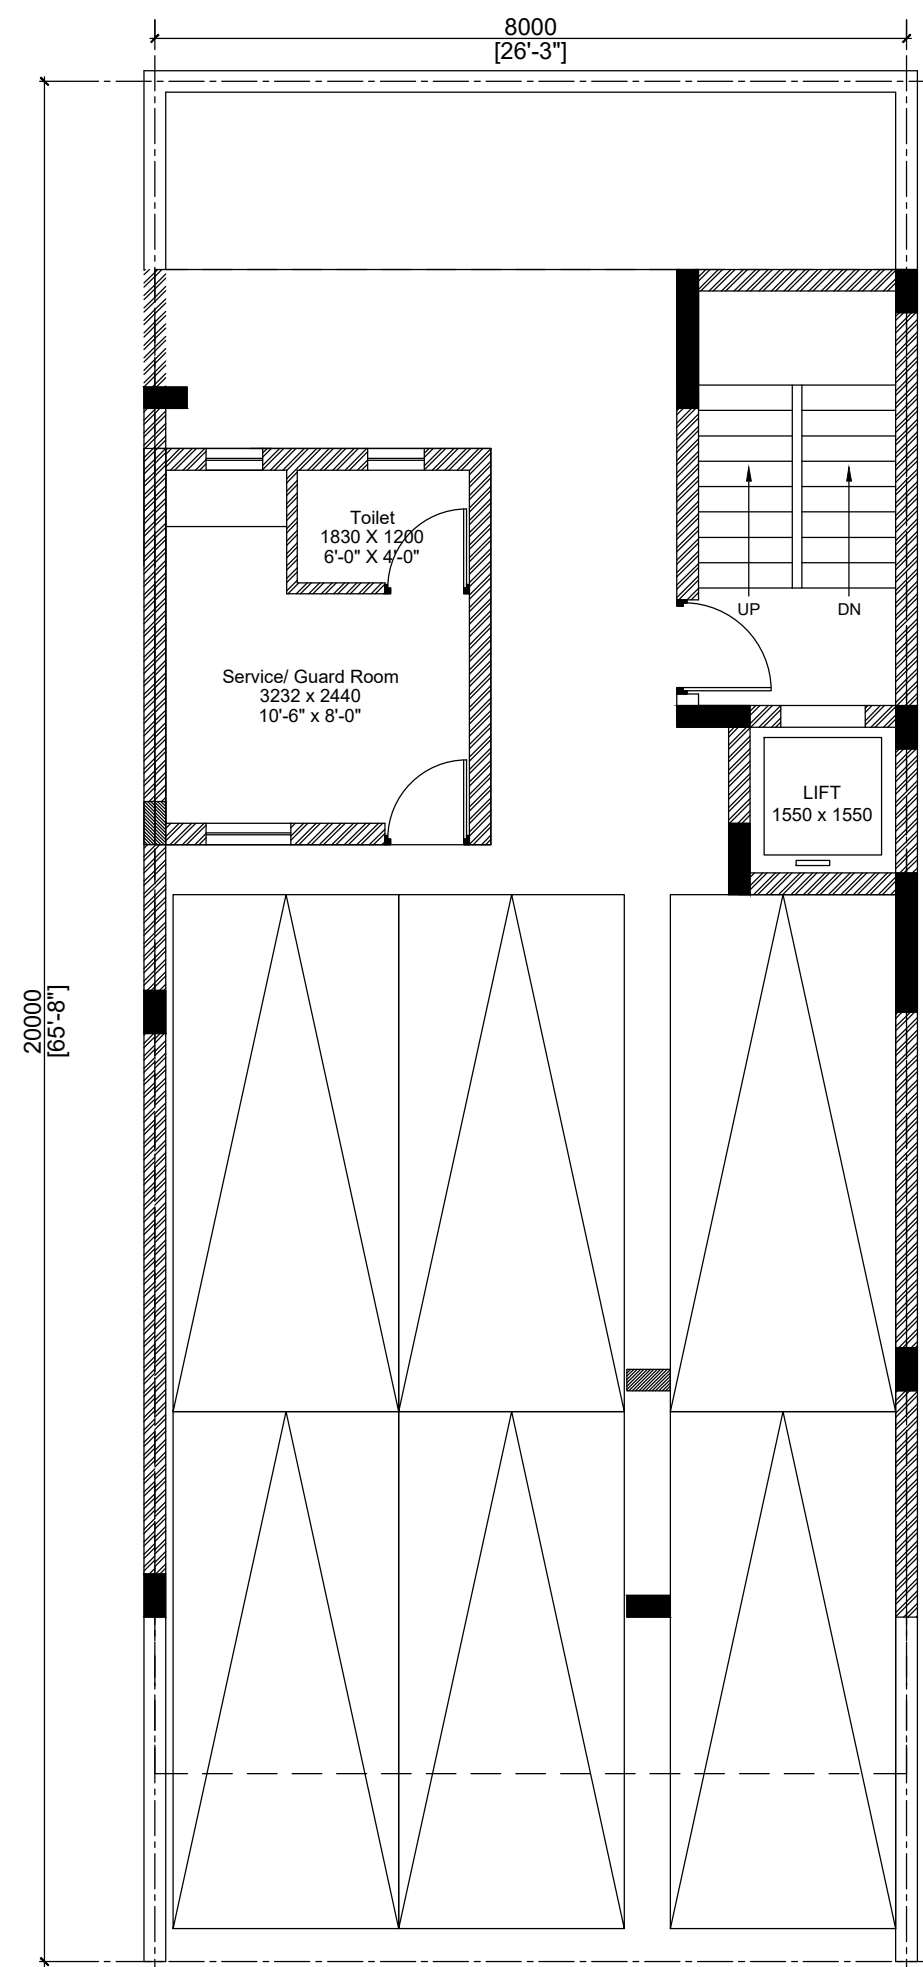 8000
[26'-3"]
Toilet
1830 X 1200
6'-0" X 4'-0"
UP
DN
Service/ Guard Room
3232 x 2440
10'-6" x 8'-0"
LIFT
1550 x 1550
20000
[65'-8"]